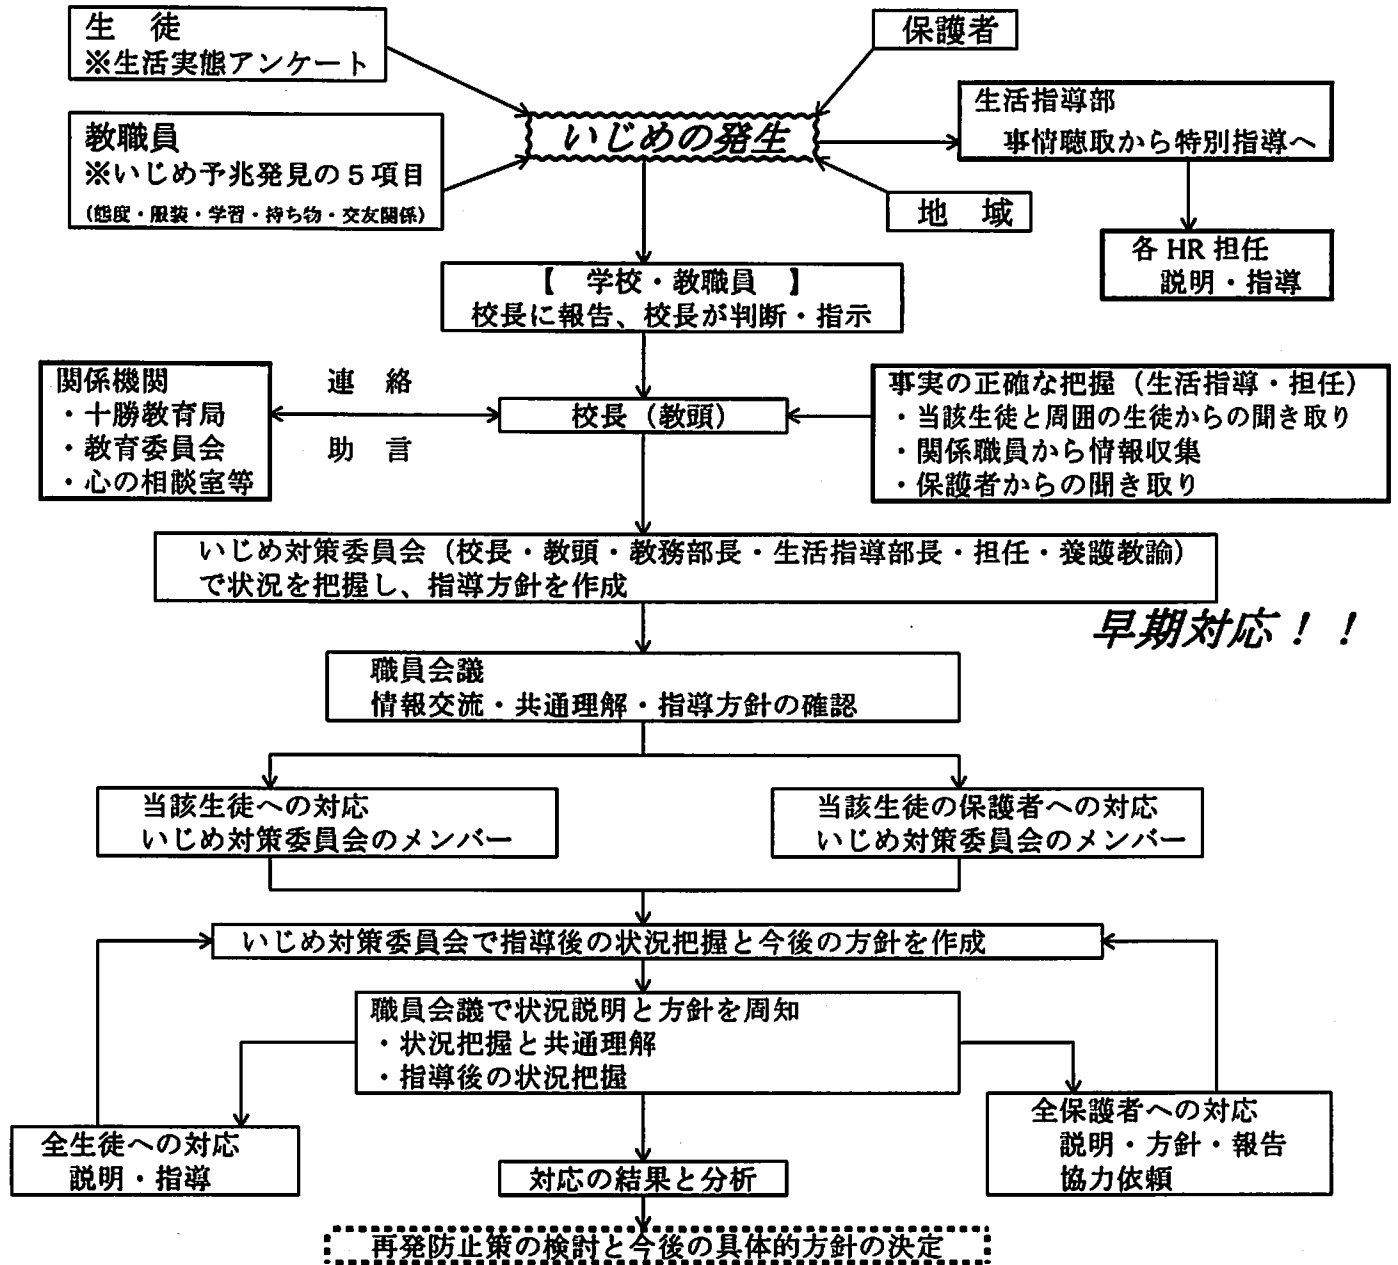 生　徒
※生活実態アンケート
保護者
教職員
※いじめ予兆発見の５項目
(態度・服装・学習・持ち物・交友関係)
いじめの発生
生活指導部
事情聴取から特別指導へ
地　域
各 HR 担任
説明・指導
【　学校・教職員　】
校長に報告、校長が判断・指示
関係機関
・十勝教育局
・教育委員会
・心の相談室等
連　絡
助　言
校長（教頭）
事実の正確な把握（生活指導・担任）
・当該生徒と周囲の生徒からの聞き取り
・関係職員から情報収集
・保護者からの聞き取り
いじめ対策委員会（校長・教頭・教務部長・生活指導部長・担任・養護教諭）
で状況を把握し、指導方針を作成
早期対応！！
職員会議
情報交流・共通理解・指導方針の確認
当該生徒への対応
いじめ対策委員会のメンバー
当該生徒の保護者への対応
いじめ対策委員会のメンバー
いじめ対策委員会で指導後の状況把握と今後の方針を作成
職員会議で状況説明と方針を周知
・状況把握と共通理解
・指導後の状況把握
全生徒への対応
説明・指導
全保護者への対応
説明・方針・報告
協力依頼
対応の結果と分析
再発防止策の検討と今後の具体的方針の決定